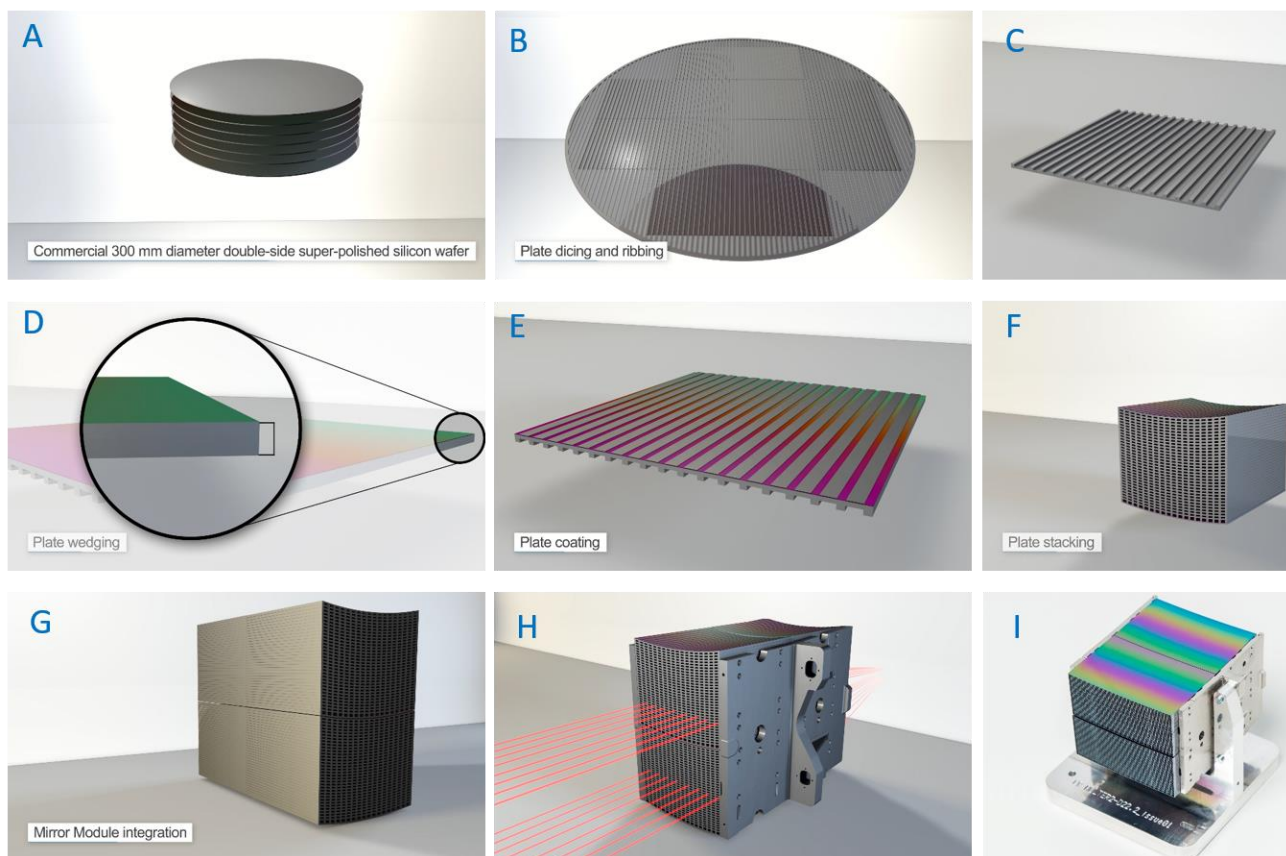 A
B
C
Commercial 300 mm diameter double-side super-polished silicon wafer
Plate dicing and ribbing
D
E
F
Plate wedging
Plate coating
Plate stacking
G
H
I
Mirror Module integration